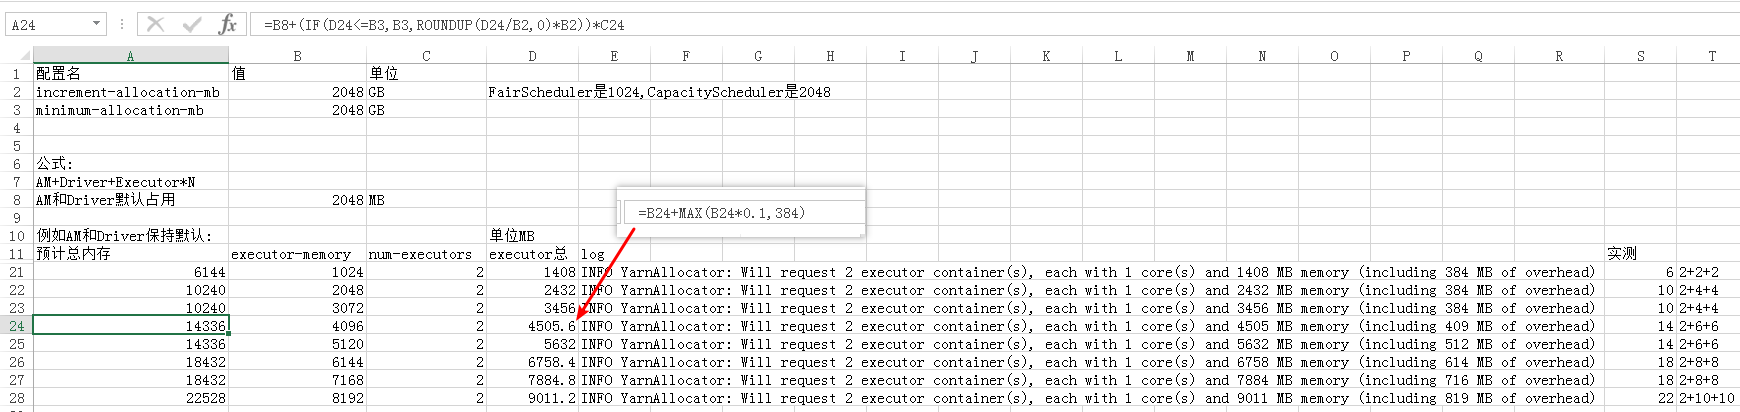 A24 fx =B8+(IF(D24<=B3,B3,ROUNDUP(D24/B2,0)*B2))*C24
A B C D E F G H I J K L M N O P Q R S T
1 配置名 值 单位
2 increment-allocation-mb 2048 GB FairScheduler是1024,CapacityScheduler是2048
3 minimum-allocation-mb 2048 GB
4
5
6 公式:
7 AM+Driver+Executor*N
8 AM和Driver默认占用 2048 MB
=B24+MAX(B24*0.1,384)
9
10 例如AM和Driver保持默认: 单位MB
11 预计总内存 executor-memory num-executors executor总 log 实测
21 6144 1024 2 1408 INFO YarnAllocator: Will request 2 executor container(s), each with 1 core(s) and 1408 MB memory (including 384 MB of overhead) 6 2+2+2
22 10240 2048 2 2432 INFO YarnAllocator: Will request 2 executor container(s), each with 1 core(s) and 2432 MB memory (including 384 MB of overhead) 10 2+4+4
23 10240 3072 2 3456 INFO YarnAllocator: Will request 2 executor container(s), each with 1 core(s) and 3456 MB memory (including 384 MB of overhead) 10 2+4+4
24 14336 4096 2 4505.6 INFO YarnAllocator: Will request 2 executor container(s), each with 1 core(s) and 4505 MB memory (including 409 MB of overhead) 14 2+6+6
25 14336 5120 2 5632 INFO YarnAllocator: Will request 2 executor container(s), each with 1 core(s) and 5632 MB memory (including 512 MB of overhead) 14 2+6+6
26 18432 6144 2 6758.4 INFO YarnAllocator: Will request 2 executor container(s), each with 1 core(s) and 6758 MB memory (including 614 MB of overhead) 18 2+8+8
27 18432 7168 2 7884.8 INFO YarnAllocator: Will request 2 executor container(s), each with 1 core(s) and 7884 MB memory (including 716 MB of overhead) 18 2+8+8
28 22528 8192 2 9011.2 INFO YarnAllocator: Will request 2 executor container(s), each with 1 core(s) and 9011 MB memory (including 819 MB of overhead) 22 2+10+10